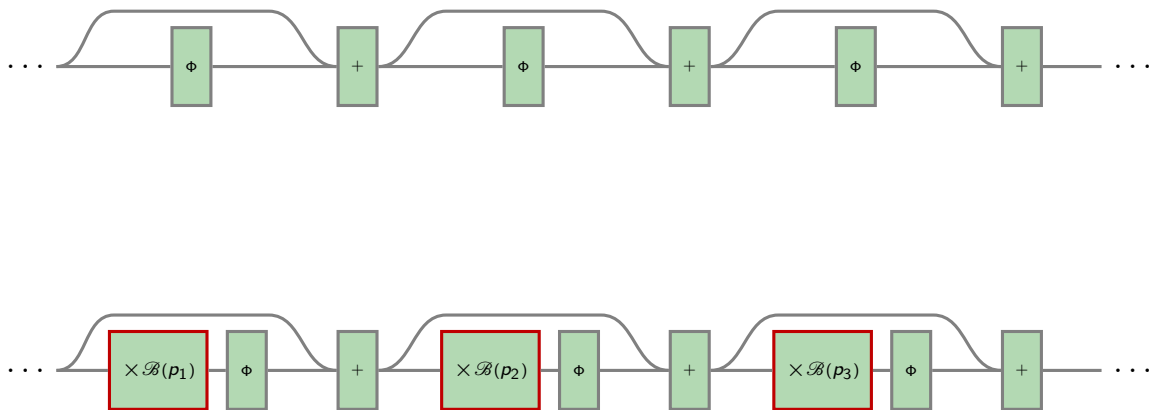 ... Φ + Φ + Φ + ...
... × ℬ(p₁) Φ + × ℬ(p₂) Φ + × ℬ(p₃) Φ + ...